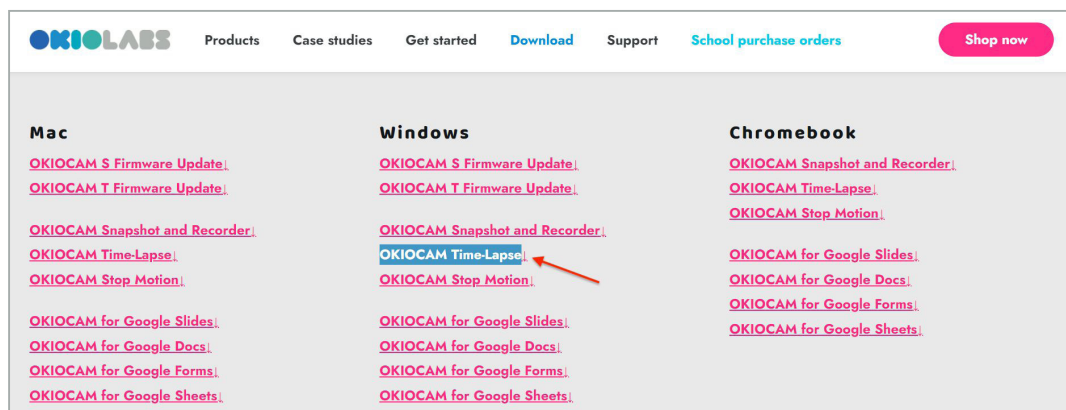 OKIOLABS Products Case studies Get started Download Support School purchase orders Shop now
Mac
OKIOCAM S Firmware Update↓
OKIOCAM T Firmware Update↓
OKIOCAM Snapshot and Recorder↓
OKIOCAM Time-Lapse↓
OKIOCAM Stop Motion↓
OKIOCAM for Google Slides↓
OKIOCAM for Google Docs↓
OKIOCAM for Google Forms↓
OKIOCAM for Google Sheets↓
Windows
OKIOCAM S Firmware Update↓
OKIOCAM T Firmware Update↓
OKIOCAM Snapshot and Recorder↓
OKIOCAM Time-Lapse↓
OKIOCAM Stop Motion↓
OKIOCAM for Google Slides↓
OKIOCAM for Google Docs↓
OKIOCAM for Google Forms↓
OKIOCAM for Google Sheets↓
Chromebook
OKIOCAM Snapshot and Recorder↓
OKIOCAM Time-Lapse↓
OKIOCAM Stop Motion↓
OKIOCAM for Google Slides↓
OKIOCAM for Google Docs↓
OKIOCAM for Google Forms↓
OKIOCAM for Google Sheets↓